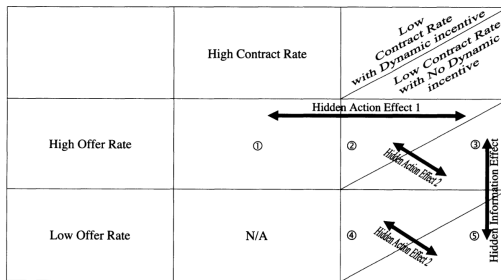 Low
Contract Rate
with Dynamic incentive
High Contract Rate
Low Contract Rate
with No Dynamic
incentive
Hidden Action Effect 1
High Offer Rate
①
②
③
Hidden Action Effect 2
Hidden Information Effect
Low Offer Rate
N/A
④
Hidden Action Effect 2
⑤